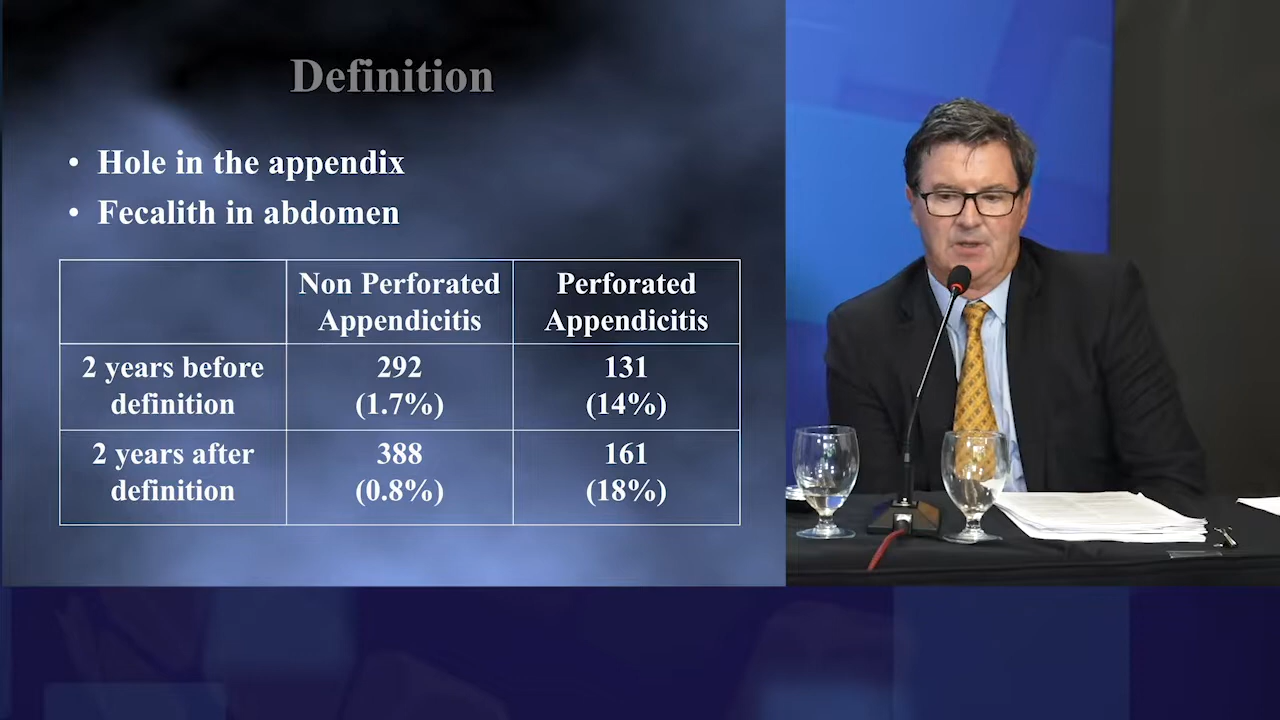 Definition
• Hole in the appendix
• Fecalith in abdomen
Non Perforated
Appendicitis
Perforated
Appendicitis
2 years before
definition
292
(1.7%)
131
(14%)
2 years after
definition
388
(0.8%)
161
(18%)